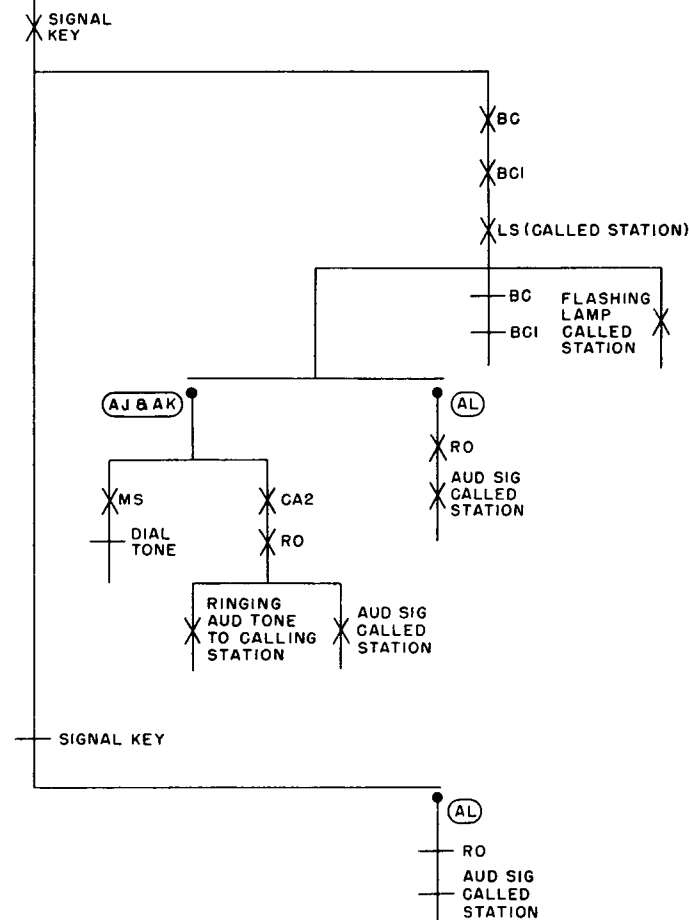 SIGNAL
KEY
BC
BC1
LS (CALLED STATION)
BC
BC1
FLASHING
LAMP
CALLED
STATION
AJ & AK
AL
RO
AUD SIG
CALLED
STATION
MS
DIAL
TONE
CA2
RO
RINGING
AUD TONE
TO CALLING
STATION
AUD SIG
CALLED
STATION
SIGNAL KEY
AL
RO
AUD SIG
CALLED
STATION